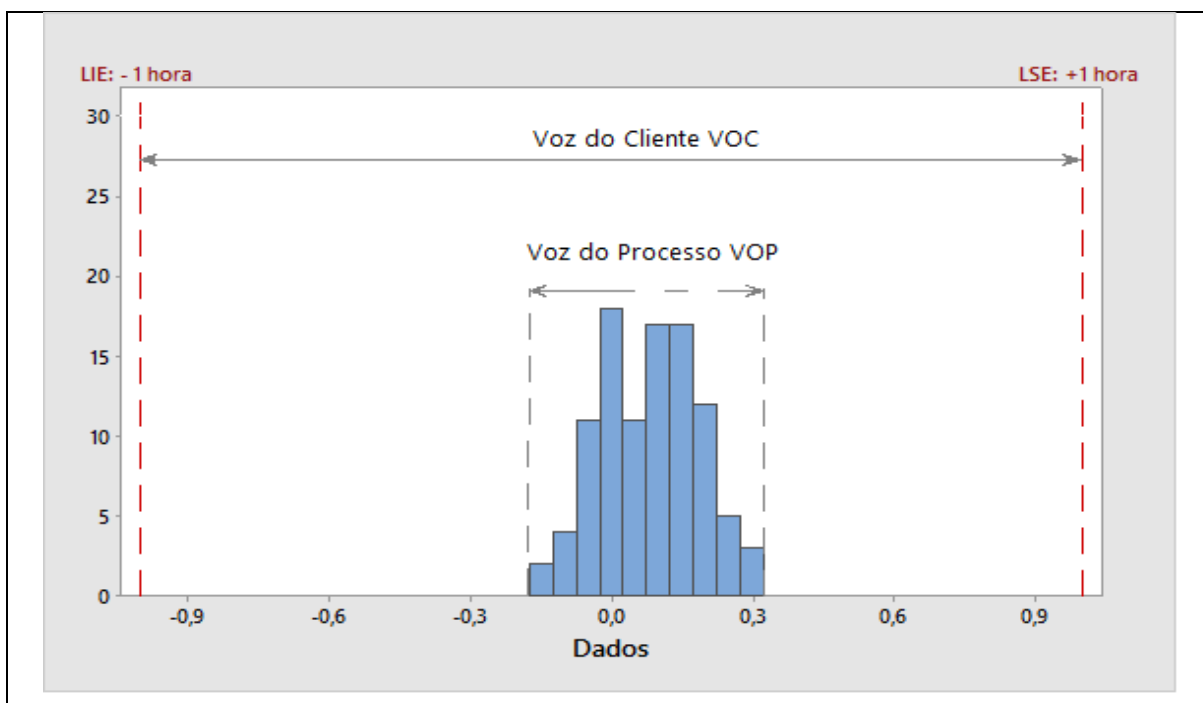 LIE: - 1 hora
LSE: +1 hora
30
Voz do Cliente VOC
25
Voz do Processo VOP
20
15
10
5
0
-0,9 -0,6 -0,3 0,0 0,3 0,6 0,9
Dados